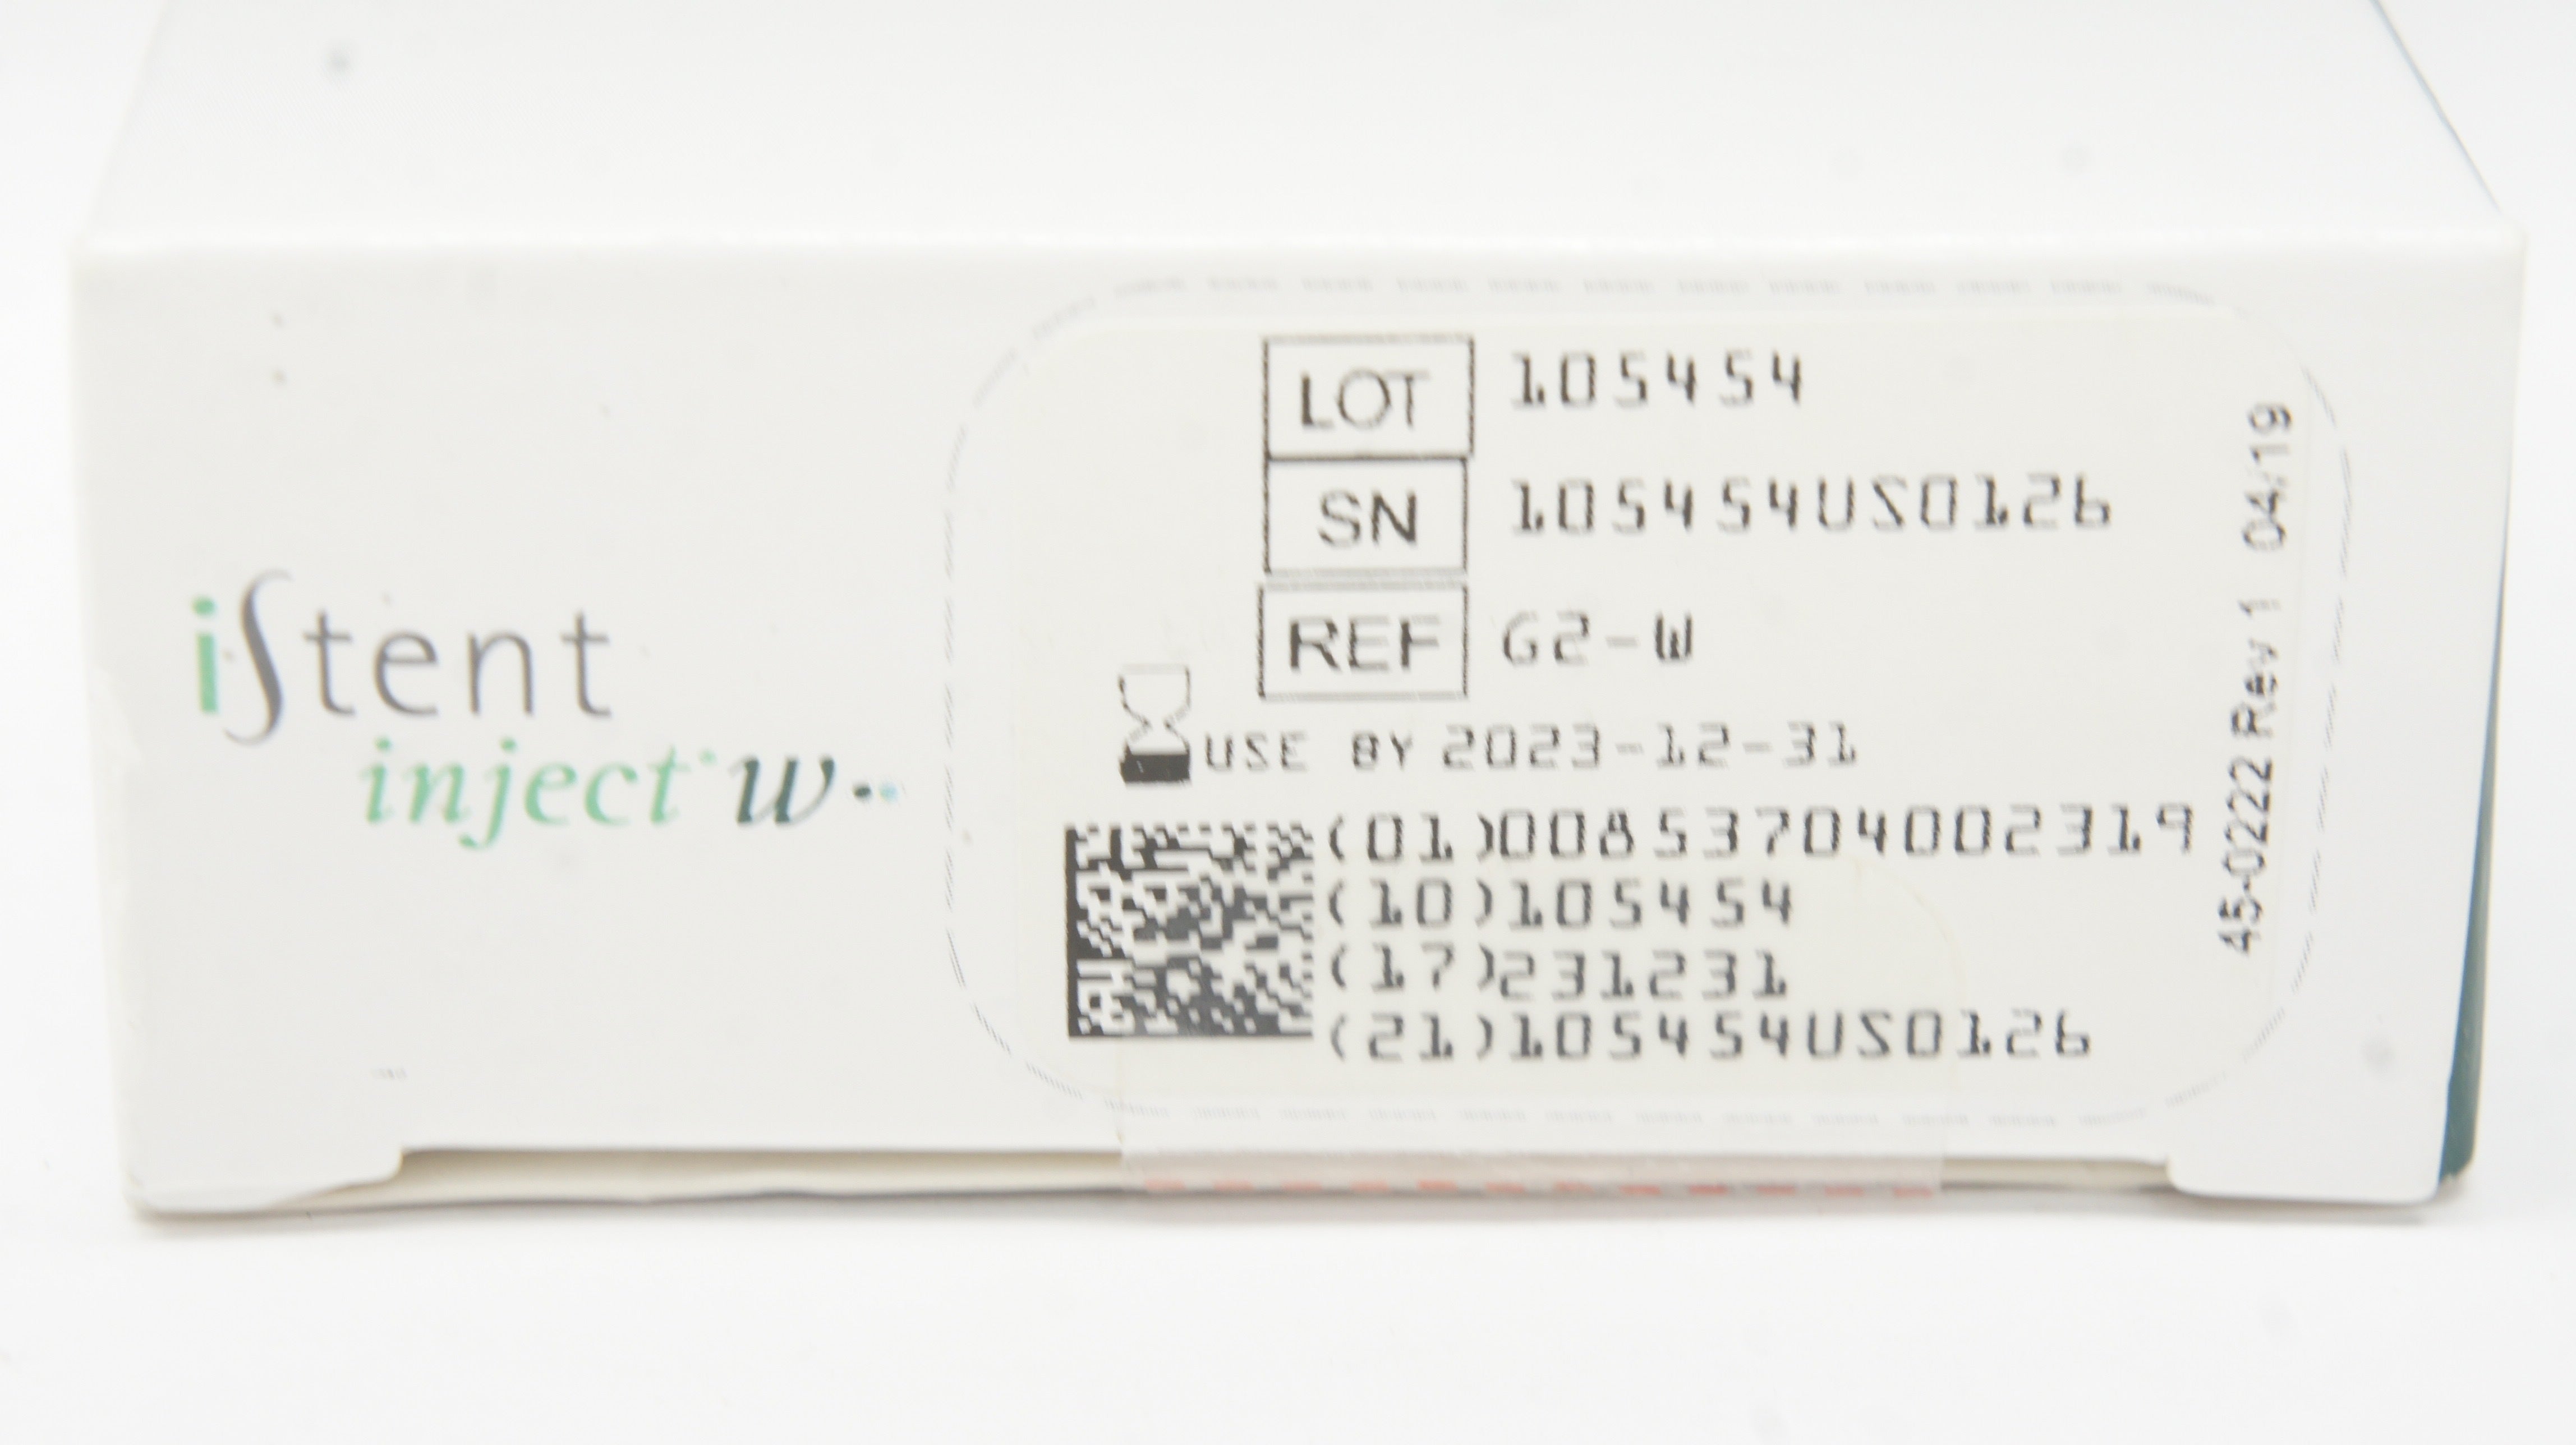 iStent
inject W
LOT 105454
SN 105454US0126
REF G2-W
USE BY 2023-12-31
(01)00853704002319
(10)105454
(17)231231
(21)105454US0126
45-0222 Rev 1 04/19